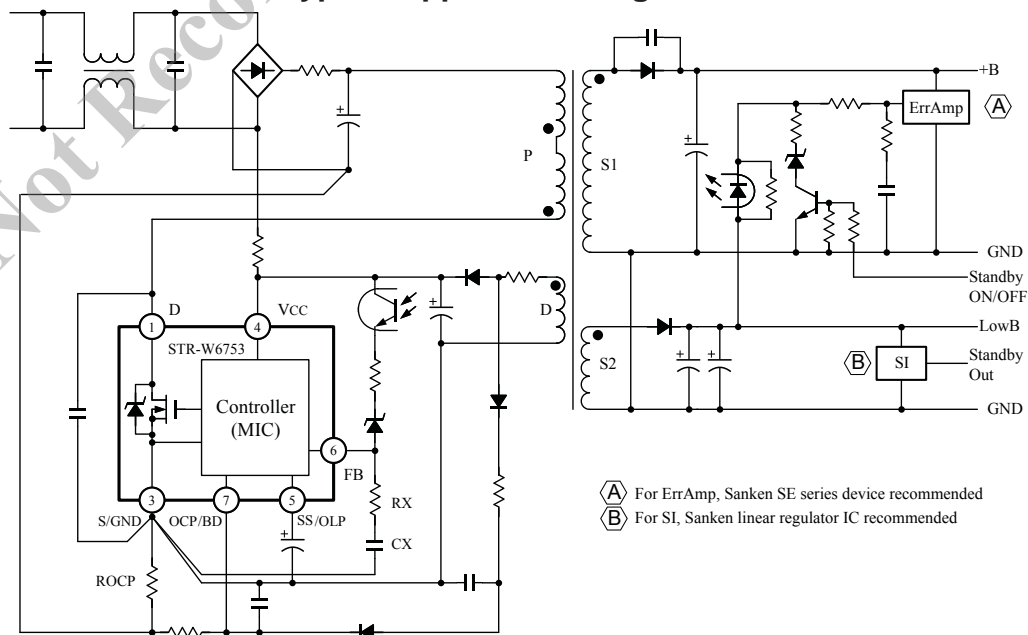 Not Reco
+B
ErrAmp
A
P
S1
GND
Standby
ON/OFF
D
VCC
D
1
4
STR-W6753
LowB
S2
B
SI
Standby
Out
Controller
(MIC)
GND
6
FB
3
7
5
S/GND
OCP/BD
SS/OLP
RX
CX
ROCP
A For ErrAmp, Sanken SE series device recommended
B For SI, Sanken linear regulator IC recommended